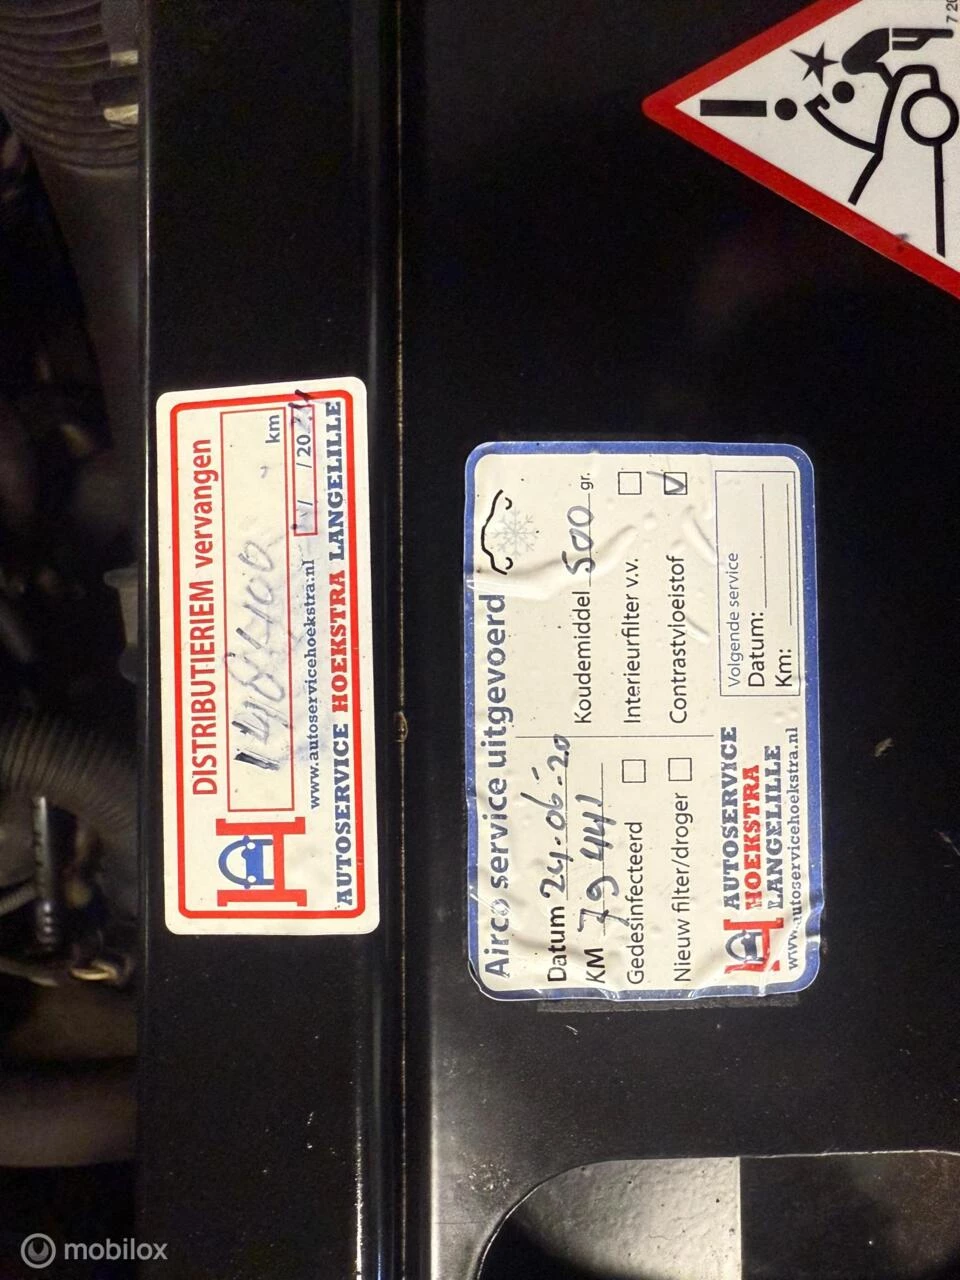 DISTRIBUTIERIEM vervangen
km
/ 20
www.autoservicehoekstra.nl
AUTOSERVICE HOEKSTRA LANGELILLE
Airco service uitgevoerd
Datum 24-06-20
KM 79441
Koudemiddel 500 gr.
Gedesinfecteerd
Interieurfilter v.v.
Nieuw filter/droger
Contrastvloeistof
AUTOSERVICE
HOEKSTRA
LANGELILLE
www.autoservicehoekstra.nl
Volgende service
Datum:
Km:
mobilox